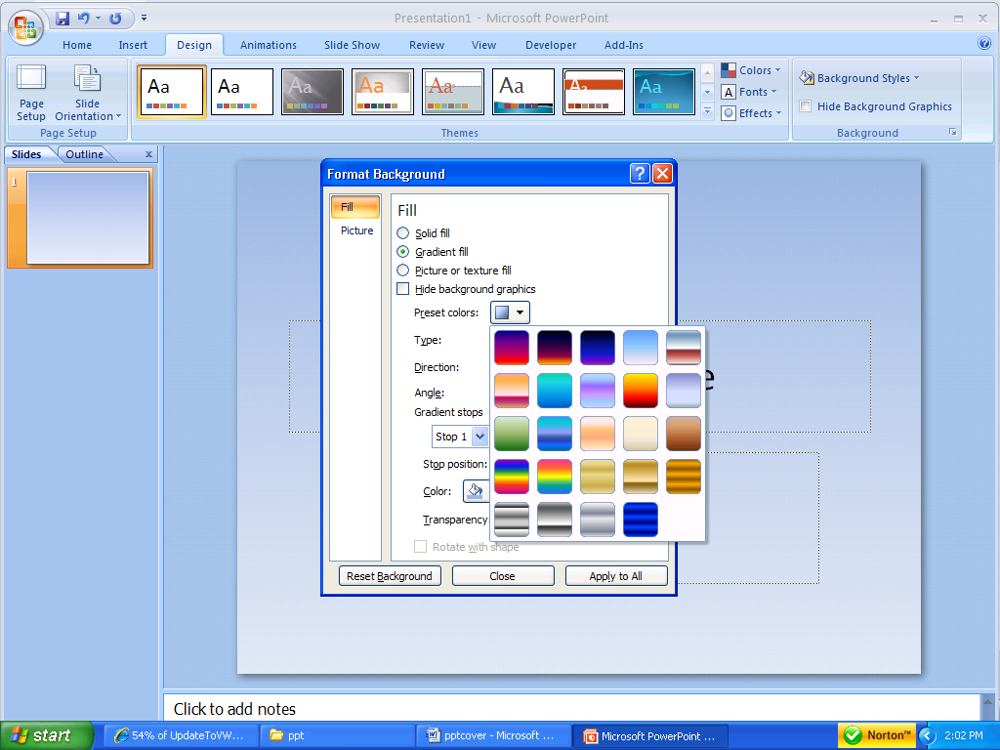 Presentation1 - Microsoft PowerPoint
Home Insert Design Animations Slide Show Review View Developer Add-Ins
Aa Aa Aa Aa Aa Aa Aa Aa
Colors
Fonts
Effects
Background Styles
Hide Background Graphics
Page Setup
Slide Orientation
Page Setup Themes Background
Slides Outline x
1
Format Background
Fill
Picture
Fill
Solid fill
Gradient fill
Picture or texture fill
Hide background graphics
Preset colors:
Type:
Direction:
Angle:
Gradient stops
Stop 1
Stop position:
Color:
Transparency
Rotate with shape
Reset Background Close Apply to All
e
Click to add notes
start 54% of UpdateToVW... ppt pptcover - Microsoft ... Microsoft PowerPoint ... Norton™ 2:02 PM